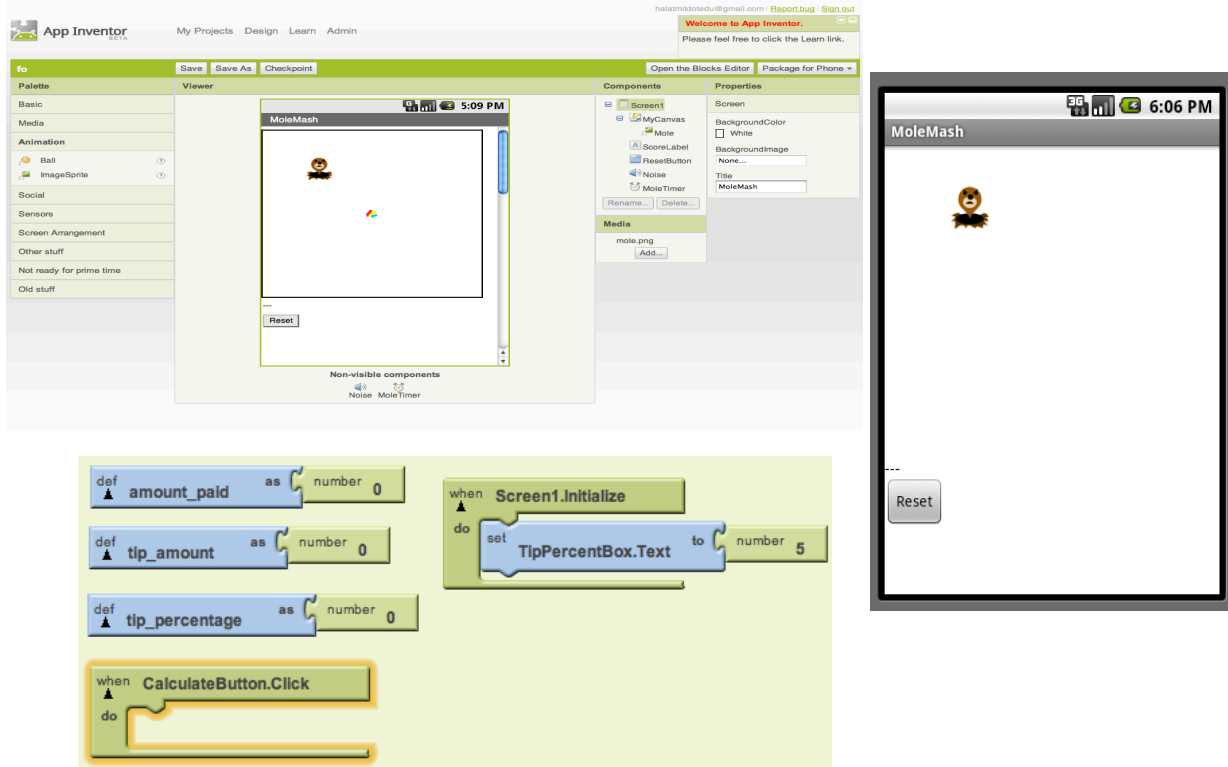 halatmitdotedu@gmail.com | Report bug | Sign out
App Inventor
BETA
My Projects Design Learn Admin
Welcome to App Inventor.
Please feel free to click the Learn link.
fo
Save Save As Checkpoint
Open the Blocks Editor Package for Phone
Palette
Basic
Media
Animation
Ball
ImageSprite
Social
Sensors
Screen Arrangement
Other stuff
Not ready for prime time
Old stuff
Viewer
3G 5:09 PM
MoleMash
---
Reset
Non-visible components
Noise MoleTimer
Components
Screen1
MyCanvas
Mole
A ScoreLabel
ResetButton
Noise
MoleTimer
Rename... Delete...
Media
mole.png
Add...
Properties
Screen
BackgroundColor
White
BackgroundImage
None...
Title
MoleMash
3G 6:06 PM
MoleMash
---
Reset
def amount_paid as number 0
def tip_amount as number 0
def tip_percentage as number 0
when CalculateButton.Click
do
when Screen1.Initialize
do set TipPercentBox.Text to number 5